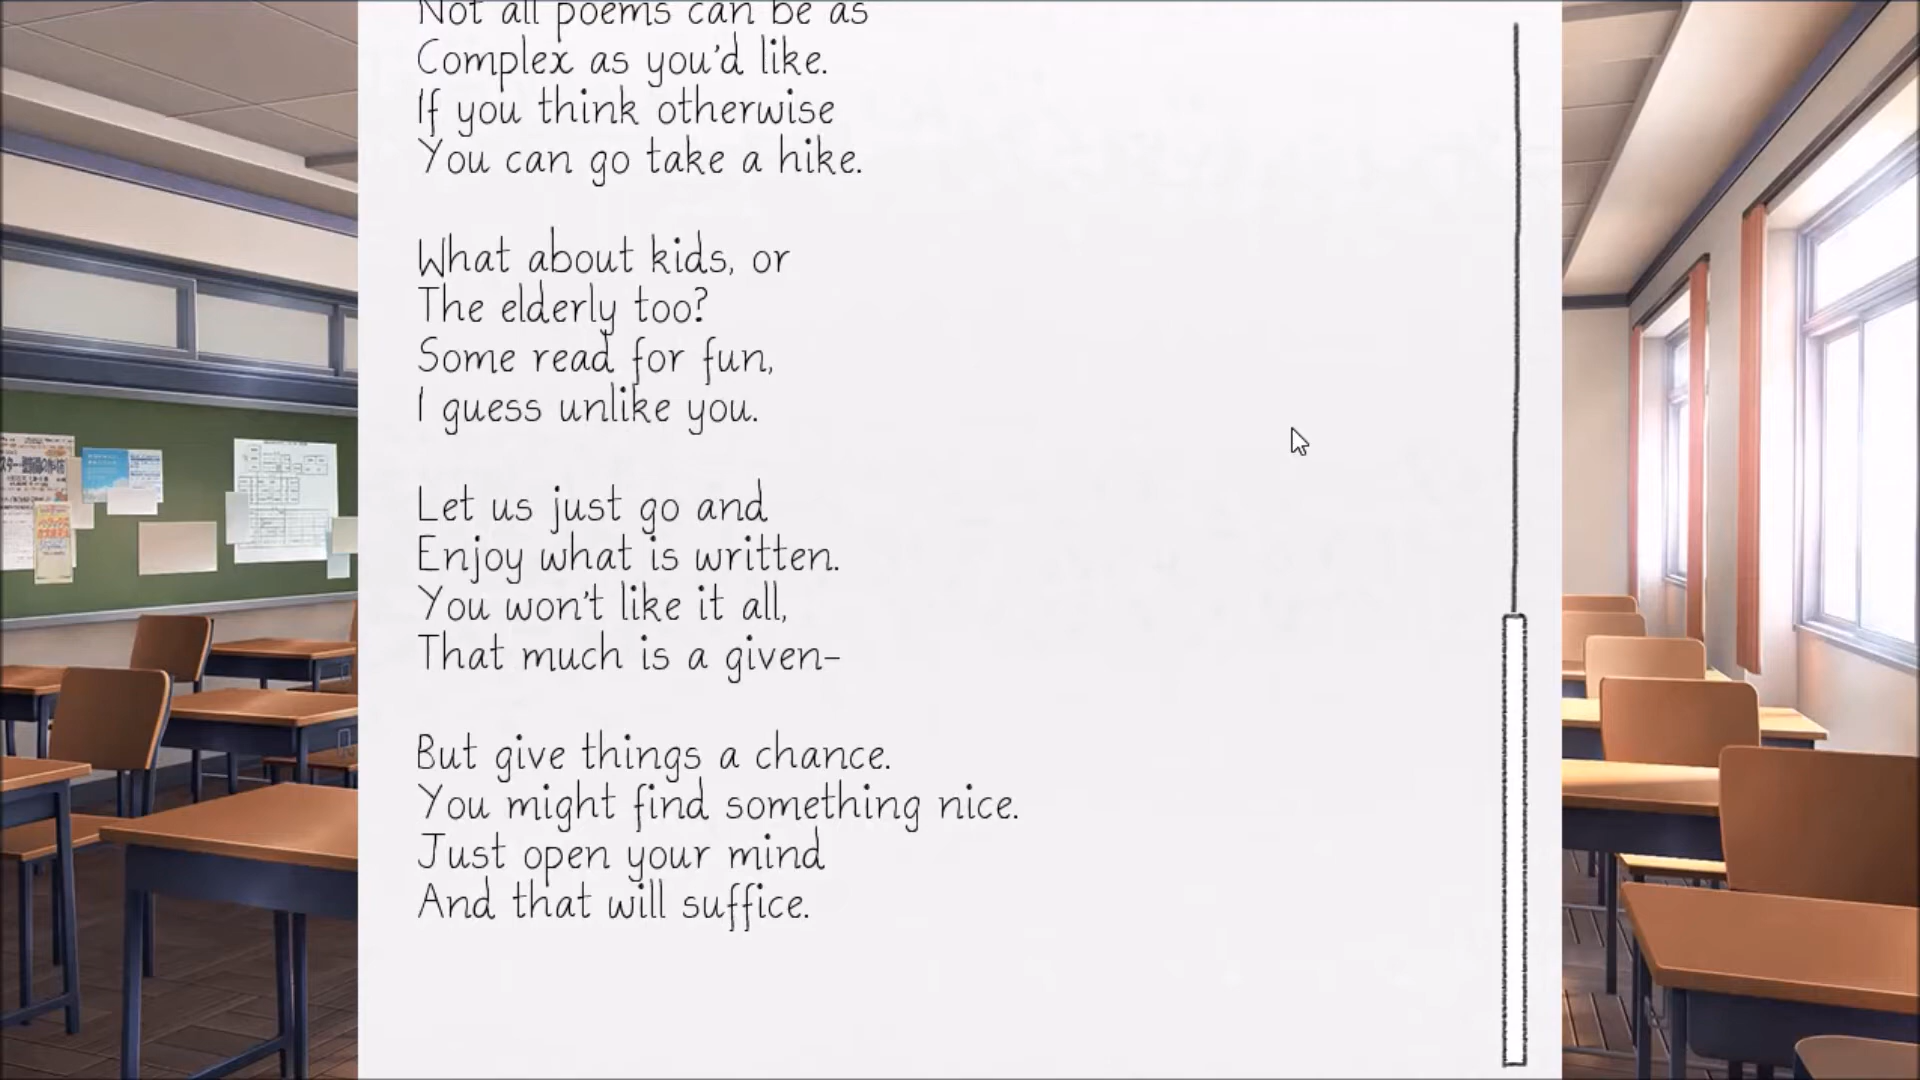 Not all poems can be as
Complex as you'd like.
If you think otherwise
You can go take a hike.
What about kids, or
The elderly too?
Some read for fun,
I guess unlike you.
Let us just go and
Enjoy what is written.
You won't like it all,
That much is a given-
But give things a chance.
You might find something nice.
Just open your mind
And that will suffice.